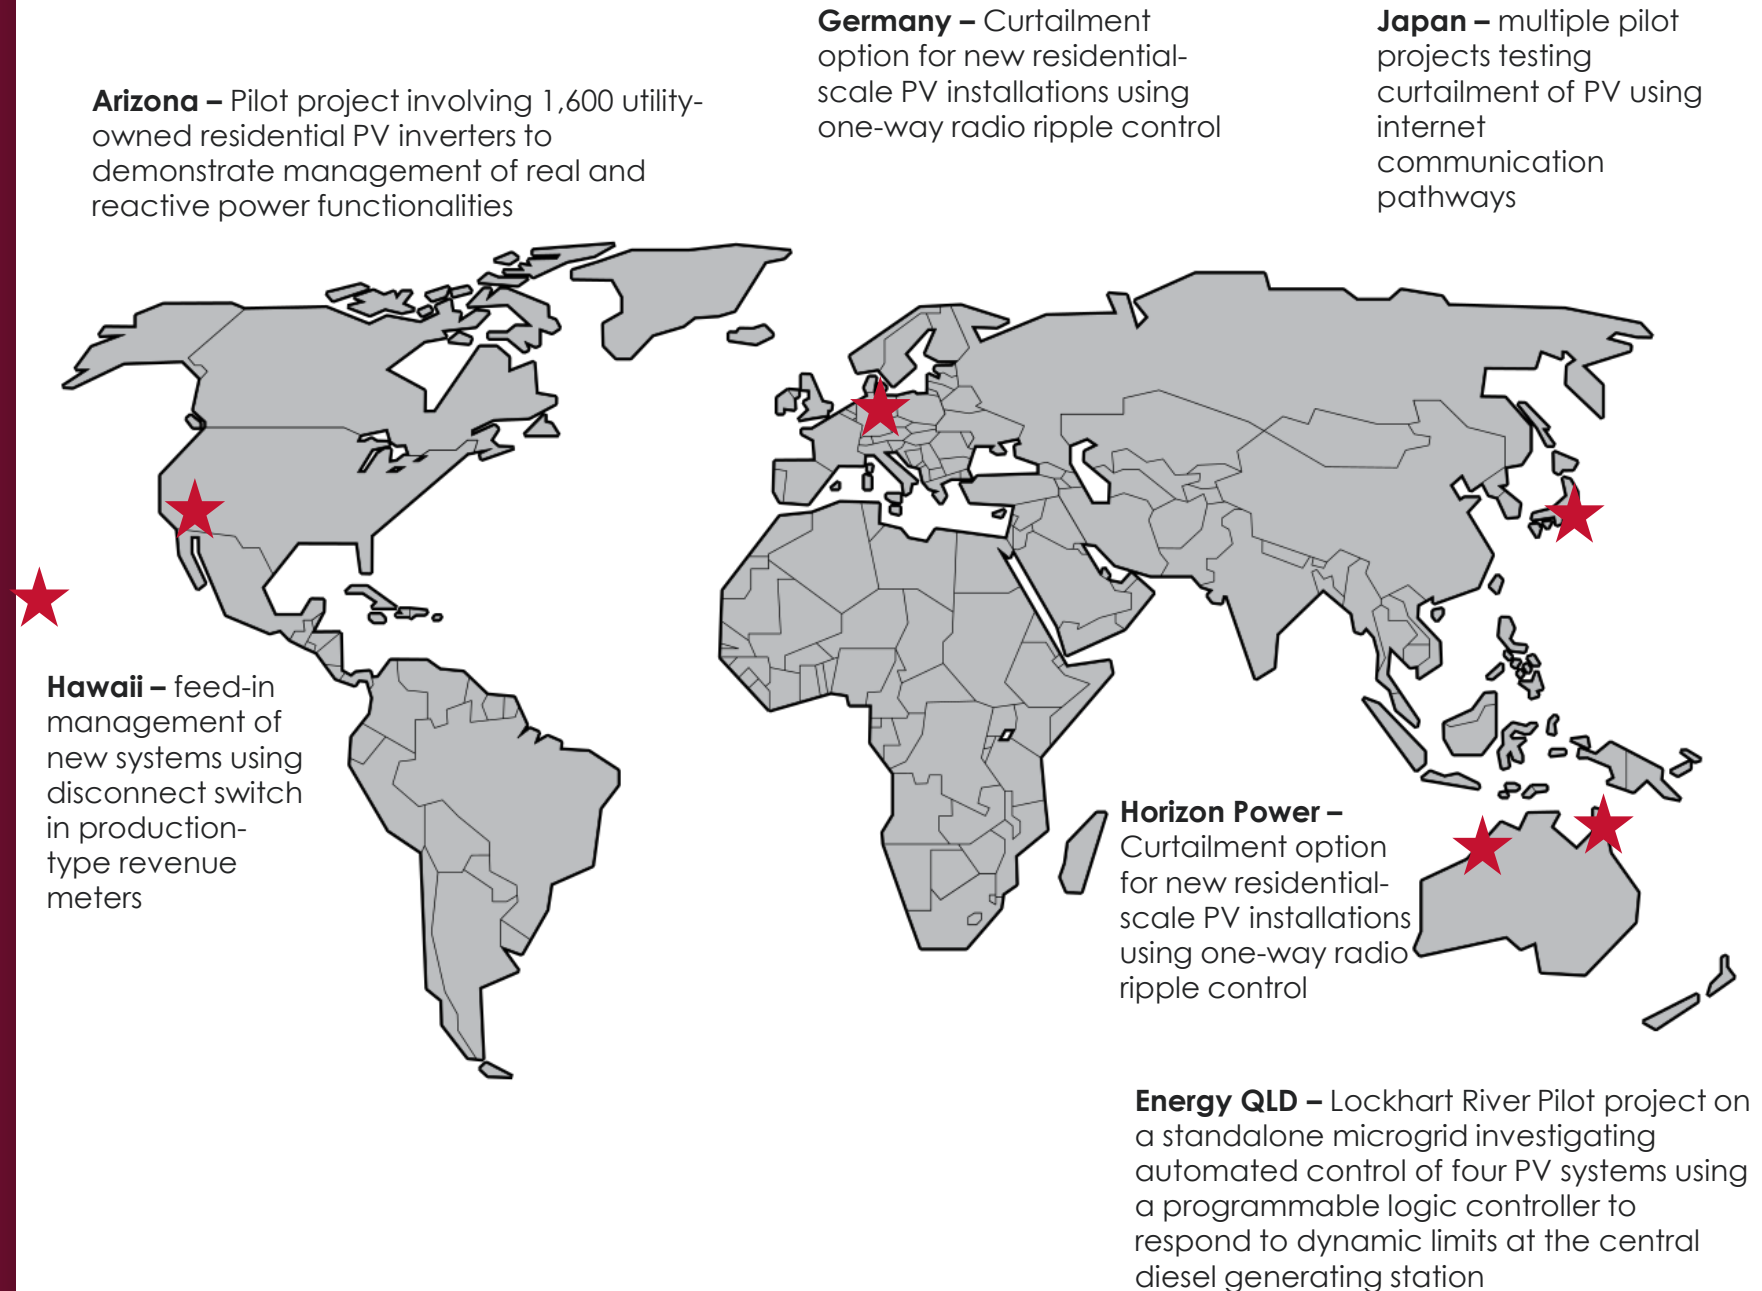 Arizona – Pilot project involving 1,600 utility-
owned residential PV inverters to
demonstrate management of real and
reactive power functionalities
Germany – Curtailment
option for new residential-
scale PV installations using
one-way radio ripple control
Japan – multiple pilot
projects testing
curtailment of PV using
internet
communication
pathways
Hawaii – feed-in
management of
new systems using
disconnect switch
in production-
type revenue
meters
Horizon Power –
Curtailment option
for new residential-
scale PV installations
using one-way radio
ripple control
Energy QLD – Lockhart River Pilot project on
a standalone microgrid investigating
automated control of four PV systems using
a programmable logic controller to
respond to dynamic limits at the central
diesel generating station